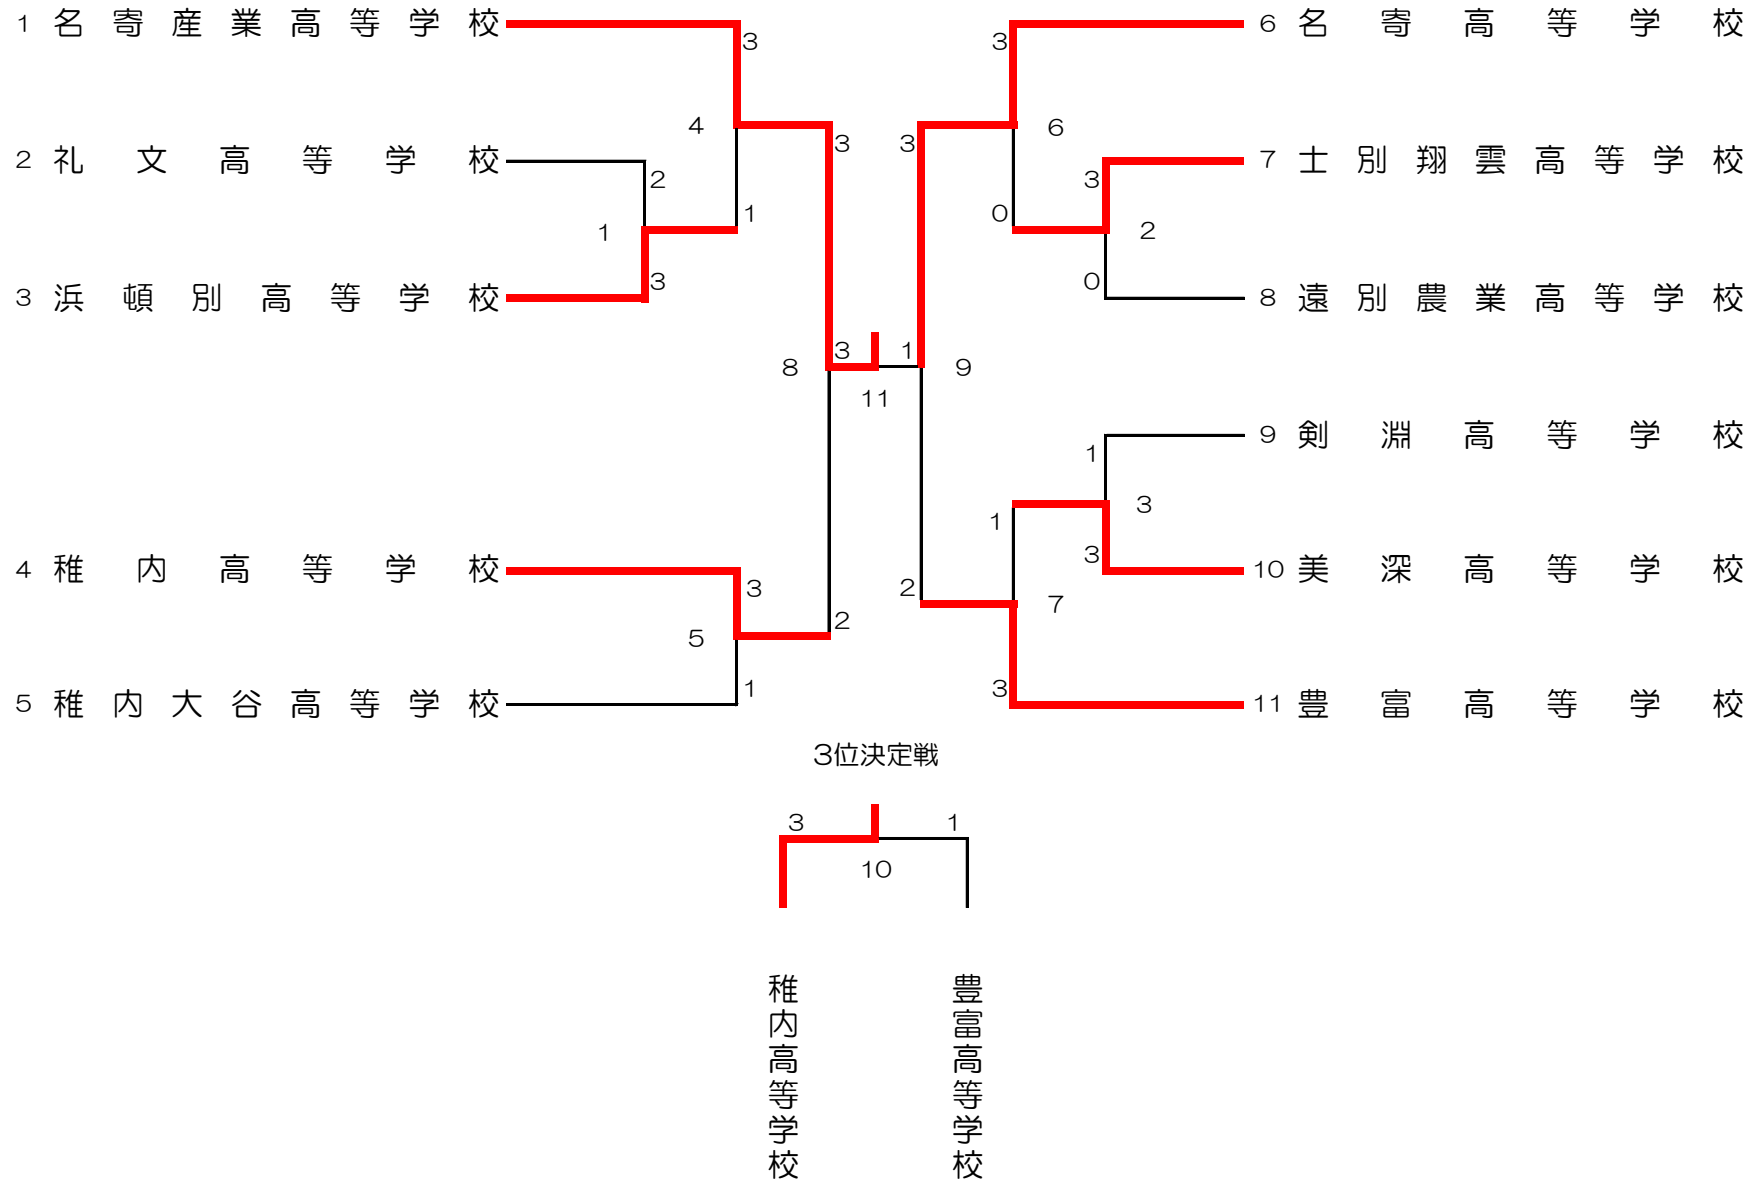 1 名寄産業高等学校
2 礼文高等学校
3 浜頓別高等学校
4 稚内高等学校
5 稚内大谷高等学校
3
4
3
2
1
1
3
8
3
5
2
1
3
1
11
6 名寄高等学校
7 士別翔雲高等学校
8 遠別農業高等学校
9 剣淵高等学校
10 美深高等学校
11 豊富高等学校
3
3
6
3
0
2
0
9
1
1
3
3
2
7
3
3位決定戦
3
1
10
稚内高等学校
豊富高等学校